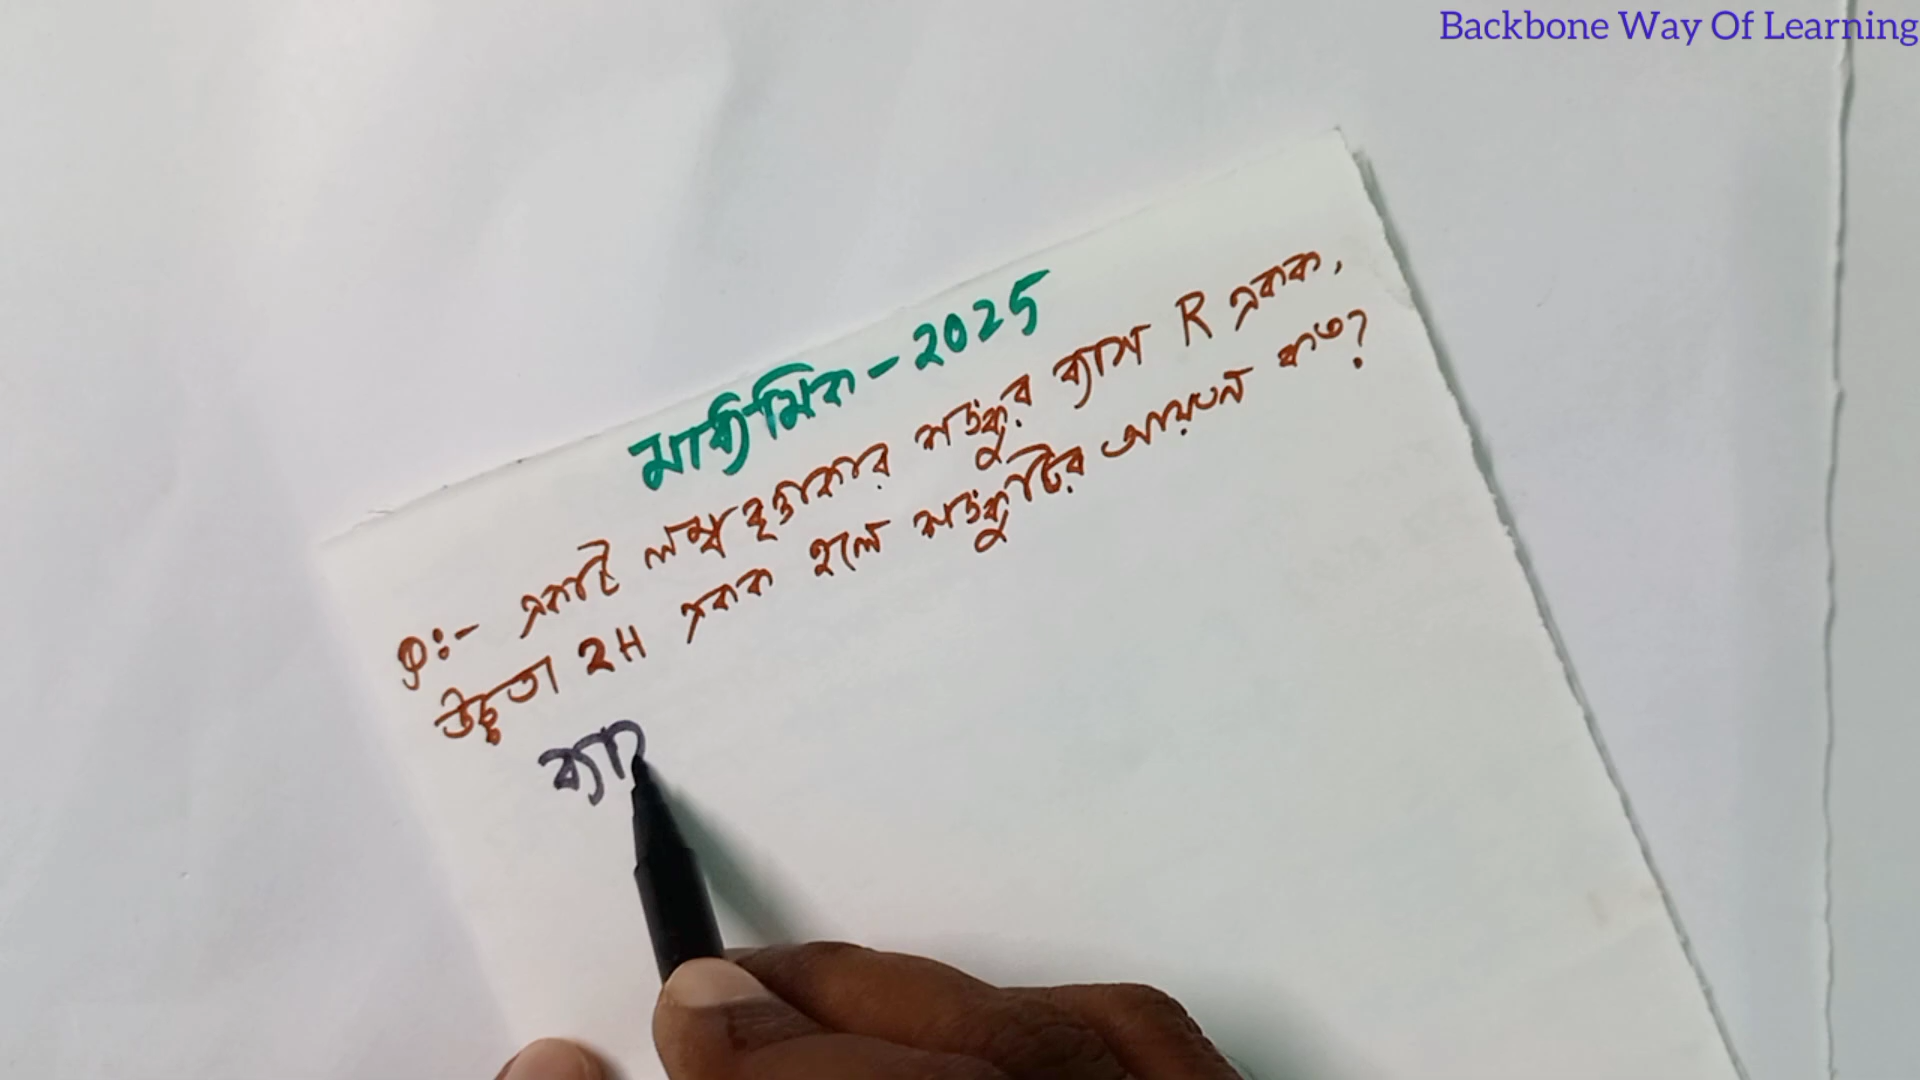 Backbone Way Of Learning
মাধ্যমিক - 2025
Q:- একটি লম্ব বৃত্তাকার শঙ্কুর ব্যাস R একক,
উচ্চতা 2H একক হলে শঙ্কুটির আয়তন কত?
ব্যা